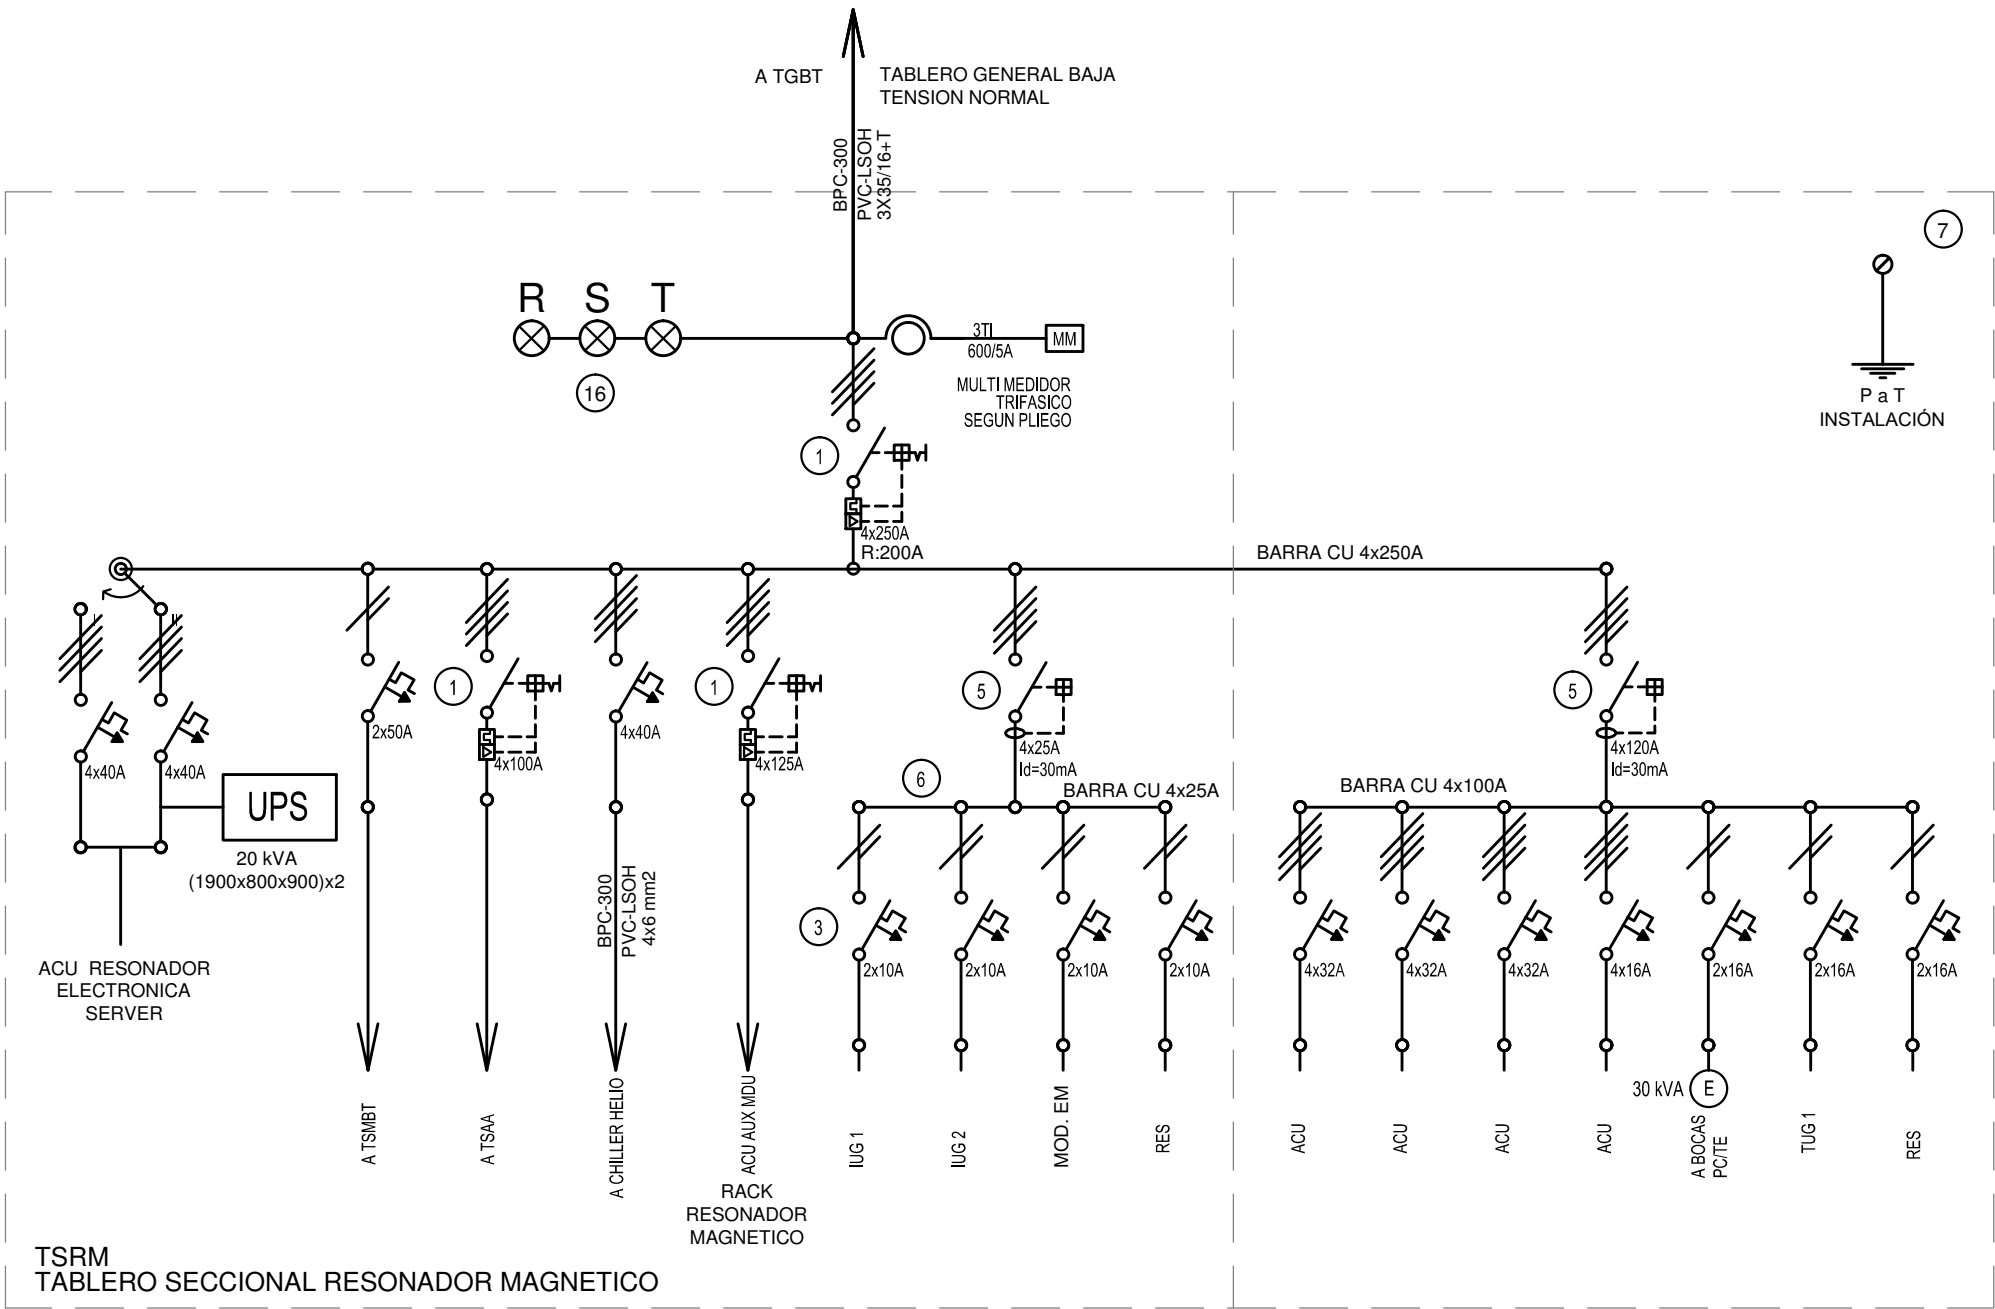 A TGBT
TABLERO GENERAL BAJA
TENSION NORMAL
BPC-300
PVC-LSOH
3X35/16+T
7
R S T
3TI
600/5A
MM
16
MULTI MEDIDOR
TRIFASICO
SEGUN PLIEGO
P a T
INSTALACIÓN
1
4x250A
R:200A
BARRA CU 4x250A
I
II
4x40A
4x40A
2x50A
1
4x100A
4x40A
1
4x125A
5
4x25A
Id=30mA
5
4x120A
Id=30mA
UPS
20 kVA
(1900x800x900)x2
6
BARRA CU 4x25A
BARRA CU 4x100A
BPC-300
PVC-LSOH
4x6 mm2
3
2x10A
2x10A
2x10A
2x10A
4x32A
4x32A
4x32A
4x16A
2x16A
2x16A
2x16A
ACU RESONADOR
ELECTRONICA
SERVER
30 kVA
E
A TSMBT
A TSAA
A CHILLER HELIO
ACU AUX MDU
RACK
RESONADOR
MAGNETICO
IUG 1
IUG 2
MOD. EM
RES
ACU
ACU
ACU
ACU
A BOCAS
PC/TE
TUG 1
RES
TSRM
TABLERO SECCIONAL RESONADOR MAGNETICO